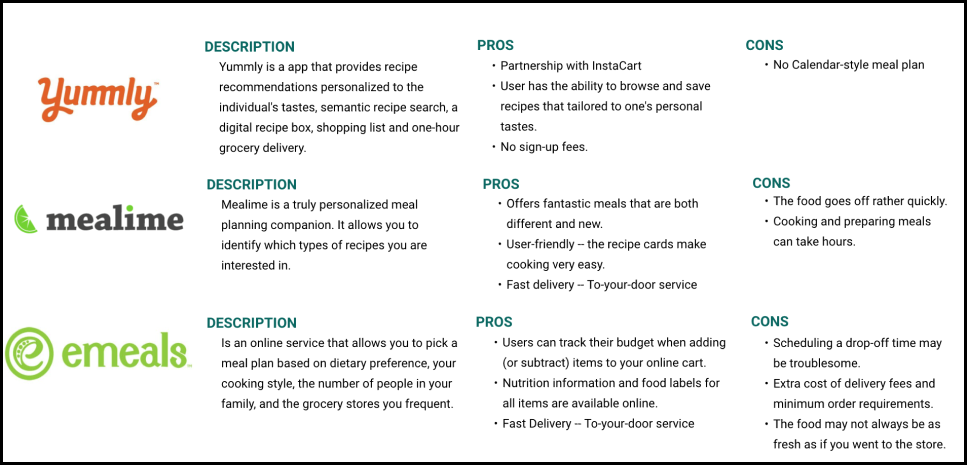 Yummly™
DESCRIPTION
Yummly is a app that provides recipe
recommendations personalized to the
individual's tastes, semantic recipe search, a
digital recipe box, shopping list and one-hour
grocery delivery.
PROS
• Partnership with InstaCart
• User has the ability to browse and save
recipes that tailored to one's personal
tastes.
• No sign-up fees.
CONS
• No Calendar-style meal plan
mealime
DESCRIPTION
Mealime is a truly personalized meal
planning companion. It allows you to
identify which types of recipes you are
interested in.
PROS
• Offers fantastic meals that are both
different and new.
• User-friendly -- the recipe cards make
cooking very easy.
• Fast delivery -- To-your-door service
CONS
• The food goes off rather quickly.
• Cooking and preparing meals
can take hours.
emeals™
DESCRIPTION
Is an online service that allows you to pick a
meal plan based on dietary preference, your
cooking style, the number of people in your
family, and the grocery stores you frequent.
PROS
• Users can track their budget when adding
(or subtract) items to your online cart.
• Nutrition information and food labels for
all items are available online.
• Fast Delivery -- To-your-door service
CONS
• Scheduling a drop-off time may
be troublesome.
• Extra cost of delivery fees and
minimum order requirements.
• The food may not always be as
fresh as if you went to the store.